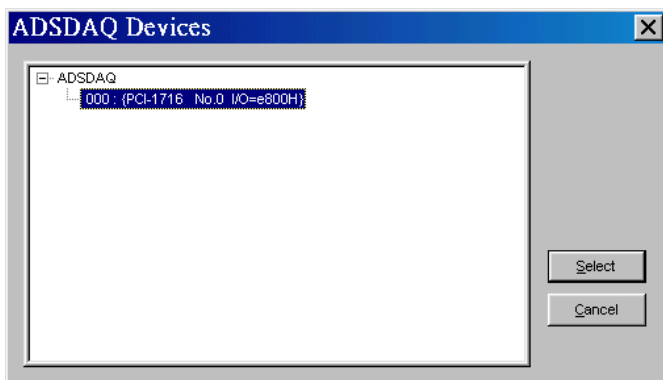 ADSDAQ Devices
ADSDAQ
000 : {PCI-1716 No.0 I/O=e800H}
Select
Cancel